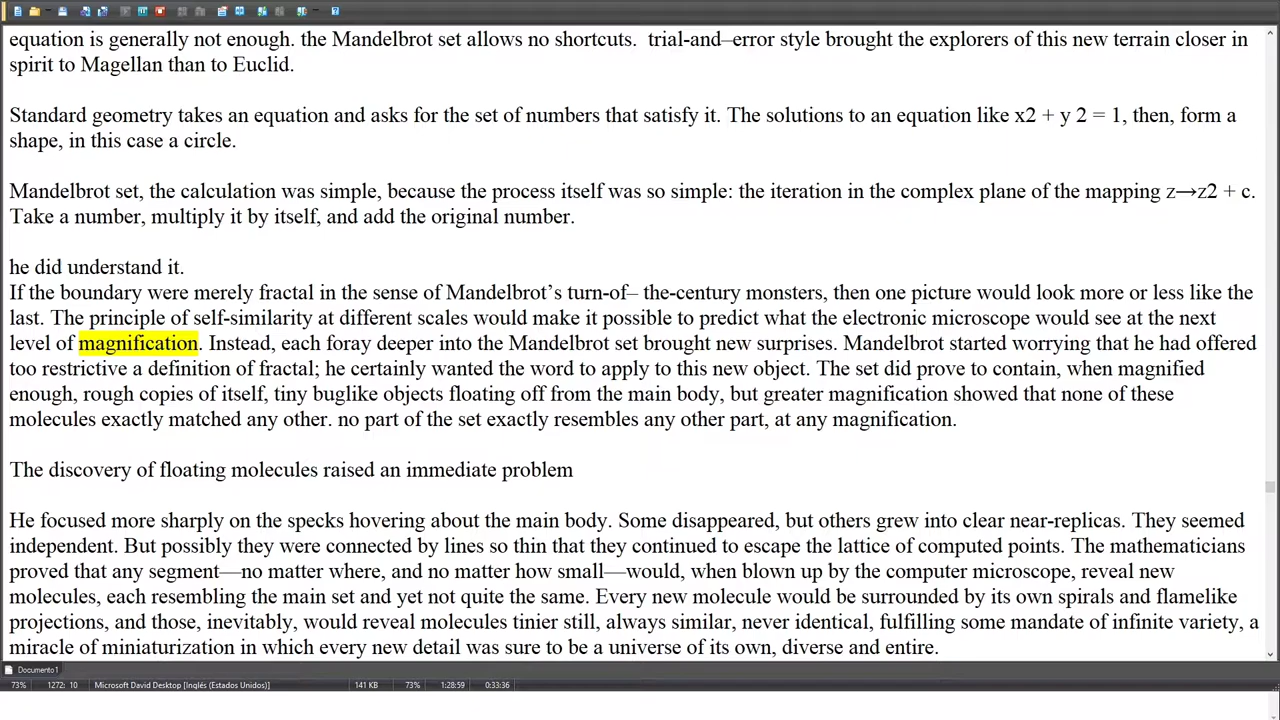 equation is generally not enough. the Mandelbrot set allows no shortcuts.  trial-and–error style brought the explorers of this new terrain closer in
spirit to Magellan than to Euclid.
Standard geometry takes an equation and asks for the set of numbers that satisfy it. The solutions to an equation like x2 + y 2 = 1, then, form a
shape, in this case a circle.
Mandelbrot set, the calculation was simple, because the process itself was so simple: the iteration in the complex plane of the mapping z→z2 + c.
Take a number, multiply it by itself, and add the original number.
he did understand it.
If the boundary were merely fractal in the sense of Mandelbrot’s turn-of– the-century monsters, then one picture would look more or less like the
last. The principle of self-similarity at different scales would make it possible to predict what the electronic microscope would see at the next
level of magnification. Instead, each foray deeper into the Mandelbrot set brought new surprises. Mandelbrot started worrying that he had offered
too restrictive a definition of fractal; he certainly wanted the word to apply to this new object. The set did prove to contain, when magnified
enough, rough copies of itself, tiny buglike objects floating off from the main body, but greater magnification showed that none of these
molecules exactly matched any other. no part of the set exactly resembles any other part, at any magnification.
The discovery of floating molecules raised an immediate problem
He focused more sharply on the specks hovering about the main body. Some disappeared, but others grew into clear near-replicas. They seemed
independent. But possibly they were connected by lines so thin that they continued to escape the lattice of computed points. The mathematicians
proved that any segment—no matter where, and no matter how small—would, when blown up by the computer microscope, reveal new
molecules, each resembling the main set and yet not quite the same. Every new molecule would be surrounded by its own spirals and flamelike
projections, and those, inevitably, would reveal molecules tinier still, always similar, never identical, fulfilling some mandate of infinite variety, a
miracle of miniaturization in which every new detail was sure to be a universe of its own, diverse and entire.
Documento1
73% 1272: 10 Microsoft David Desktop [Inglés (Estados Unidos)] 141 KB 73% 1:28:59 0:33:36